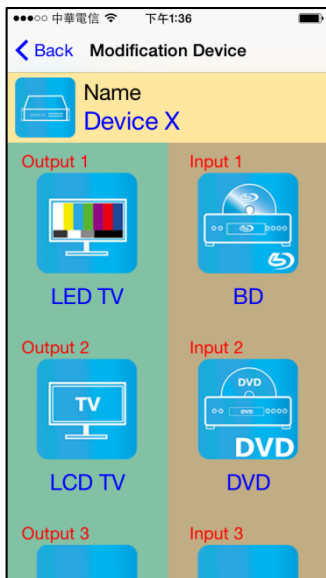 中華電信 下午1:36
Back Modification Device
Name
Device X
Output 1 Input 1
LED TV BD
Output 2 Input 2
TV DVD
DVD
DVD
LCD TV DVD
Output 3 Input 3